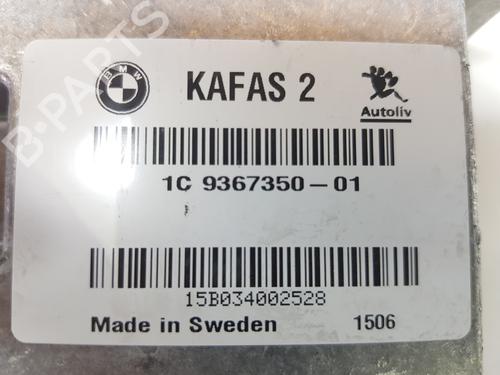 BMW
KAFAS 2
Autoliv
1C 9367350-01
15B034002528
Made in Sweden 1506
B-PARTS